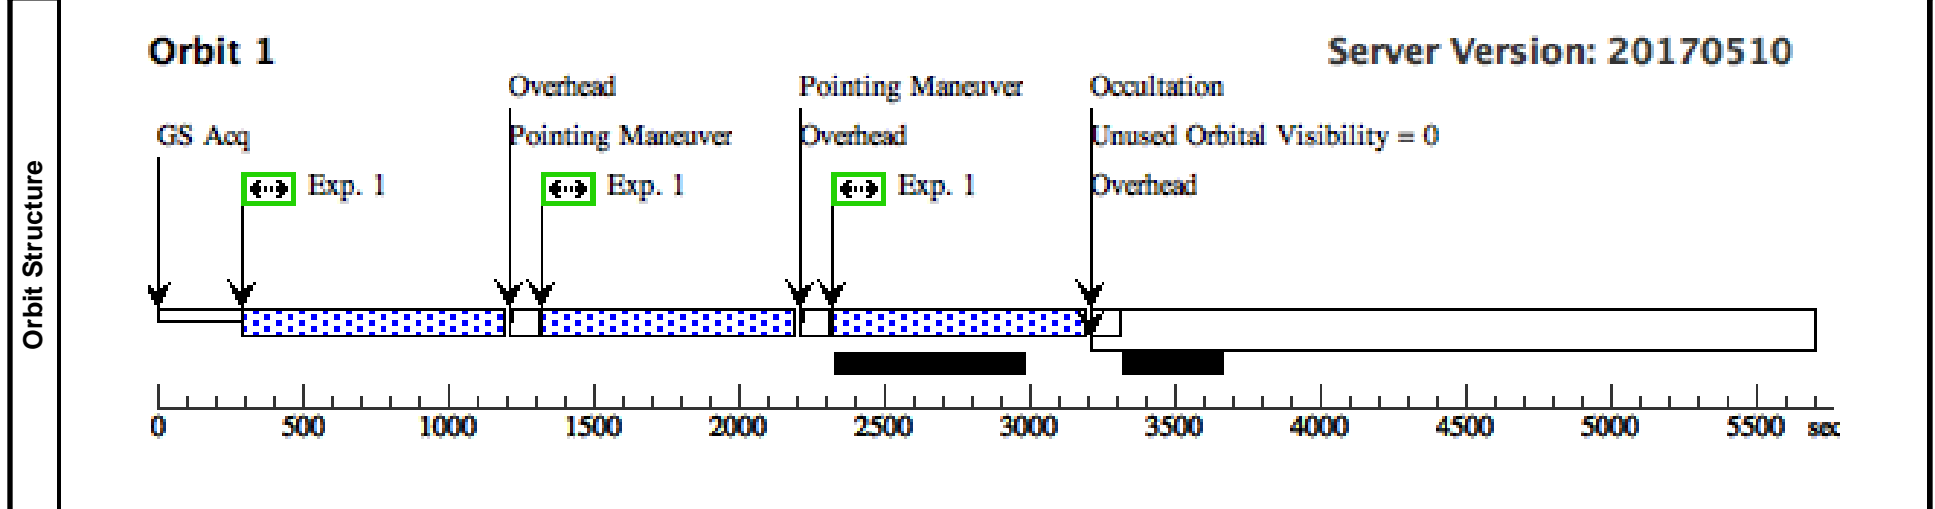 Orbit Structure
Orbit 1
Server Version: 20170510
Overhead
Pointing Maneuver
Occultation
GS Acq
Pointing Maneuver
Overhead
Unused Orbital Visibility = 0
Exp. 1
Exp. 1
Exp. 1
Overhead
0 500 1000 1500 2000 2500 3000 3500 4000 4500 5000 5500 sec